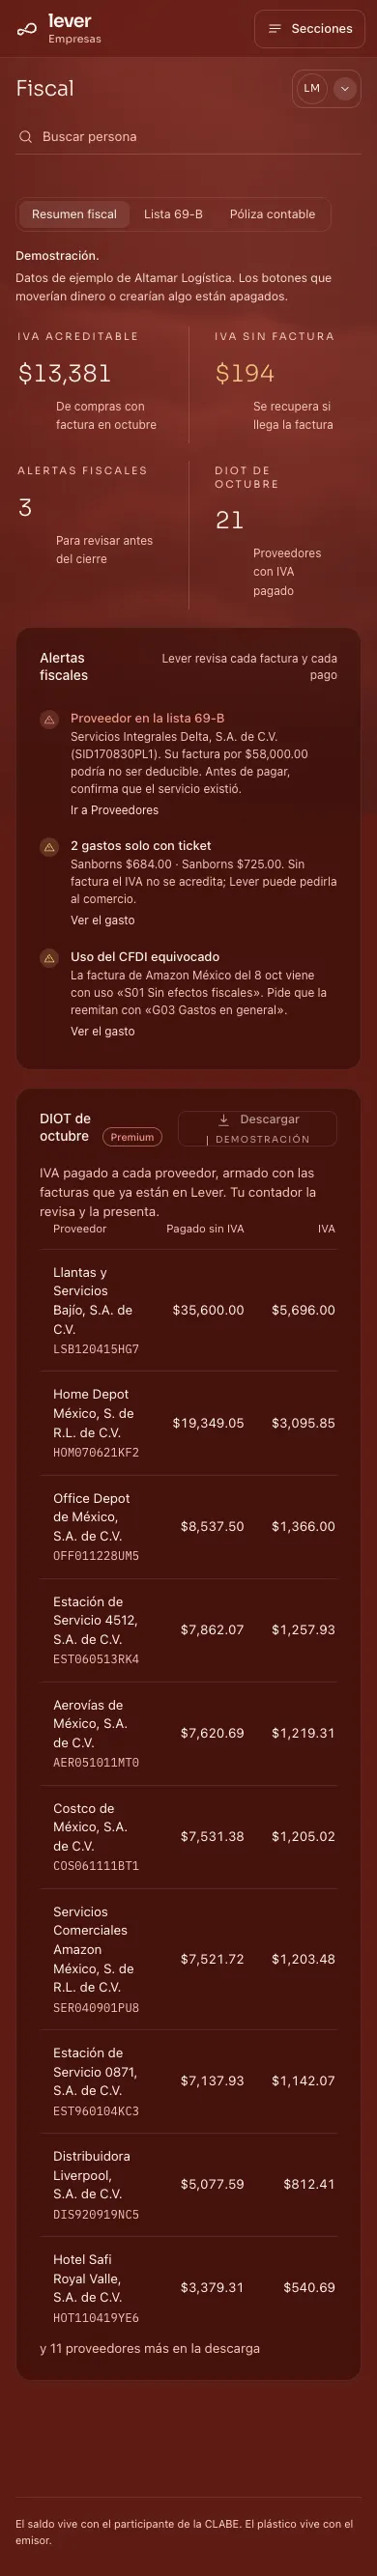 lever
Empresas
Secciones
Fiscal
LM
Buscar persona
Resumen fiscal
Lista 69-B
Póliza contable
Demostración.
Datos de ejemplo de Altamar Logística. Los botones que
moverían dinero o crearían algo están apagados.
IVA ACREDITABLE
$13,381
De compras con
factura en octubre
IVA SIN FACTURA
$194
Se recupera si
llega la factura
ALERTAS FISCALES
3
Para revisar antes
del cierre
DIOT DE
OCTUBRE
21
Proveedores
con IVA
pagado
Alertas
fiscales
Lever revisa cada factura y cada
pago
Proveedor en la lista 69-B
Servicios Integrales Delta, S.A. de C.V.
(SID170830PL1). Su factura por $58,000.00
podría no ser deducible. Antes de pagar,
confirma que el servicio existió.
Ir a Proveedores
2 gastos solo con ticket
Sanborns $684.00 · Sanborns $725.00. Sin
factura el IVA no se acredita; Lever puede pedirla
al comercio.
Ver el gasto
Uso del CFDI equivocado
La factura de Amazon México del 8 oct viene
con uso «S01 Sin efectos fiscales». Pide que la
reemitan con «G03 Gastos en general».
Ver el gasto
DIOT de
octubre
Premium
Descargar
| DEMOSTRACIÓN
IVA pagado a cada proveedor, armado con las
facturas que ya están en Lever. Tu contador la
revisa y la presenta.
Proveedor Pagado sin IVA IVA
Llantas y
Servicios
Bajío, S.A. de
C.V.
LSB120415HG7
$35,600.00 $5,696.00
Home Depot
México, S. de
R.L. de C.V.
HOM070621KF2
$19,349.05 $3,095.85
Office Depot
de México,
S.A. de C.V.
OFF011228UM5
$8,537.50 $1,366.00
Estación de
Servicio 4512,
S.A. de C.V.
EST060513RK4
$7,862.07 $1,257.93
Aerovías de
México, S.A.
de C.V.
AER051011MT0
$7,620.69 $1,219.31
Costco de
México, S.A.
de C.V.
COS061111BT1
$7,531.38 $1,205.02
Servicios
Comerciales
Amazon
México, S. de
R.L. de C.V.
SER040901PU8
$7,521.72 $1,203.48
Estación de
Servicio 0871,
S.A. de C.V.
EST960104KC3
$7,137.93 $1,142.07
Distribuidora
Liverpool,
S.A. de C.V.
DIS920919NC5
$5,077.59 $812.41
Hotel Safi
Royal Valle,
S.A. de C.V.
HOT110419YE6
$3,379.31 $540.69
y 11 proveedores más en la descarga
El saldo vive con el participante de la CLABE. El plástico vive con el
emisor.